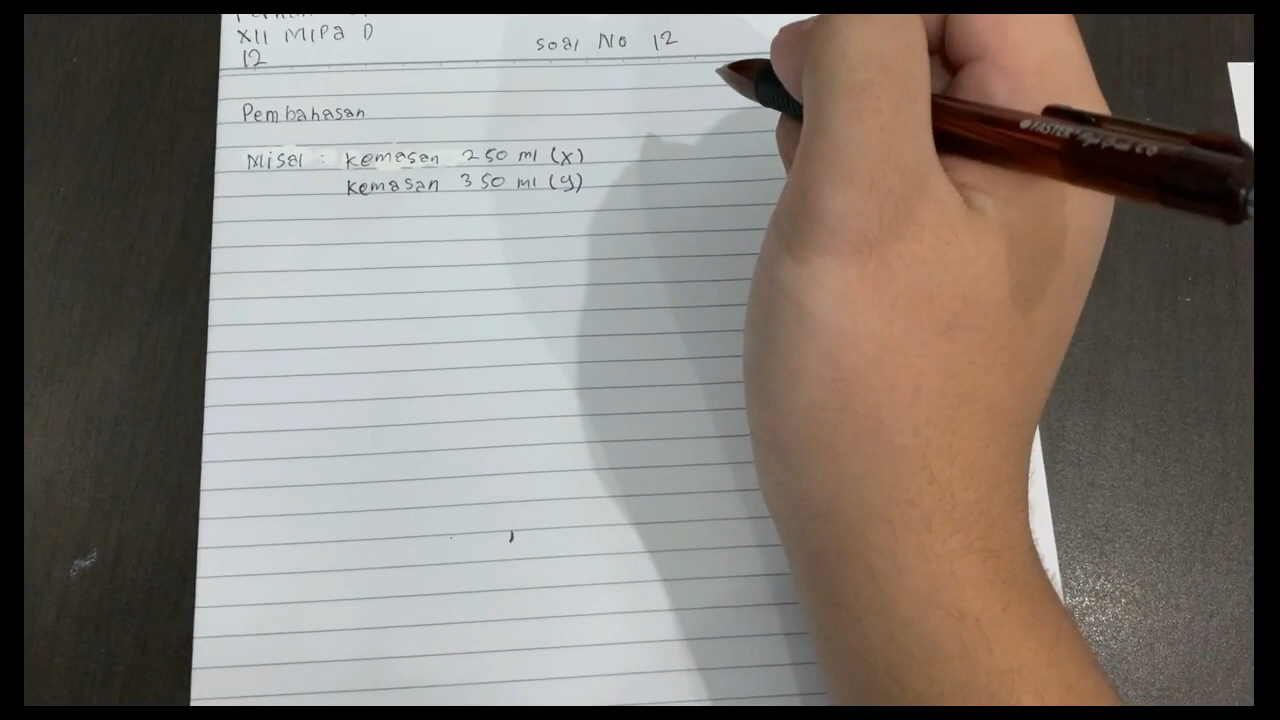 XII MIPa D
12
soal No 12
Pembahasan
Misal : kemasan 250 ml (x)
kemasan 350 ml (y)